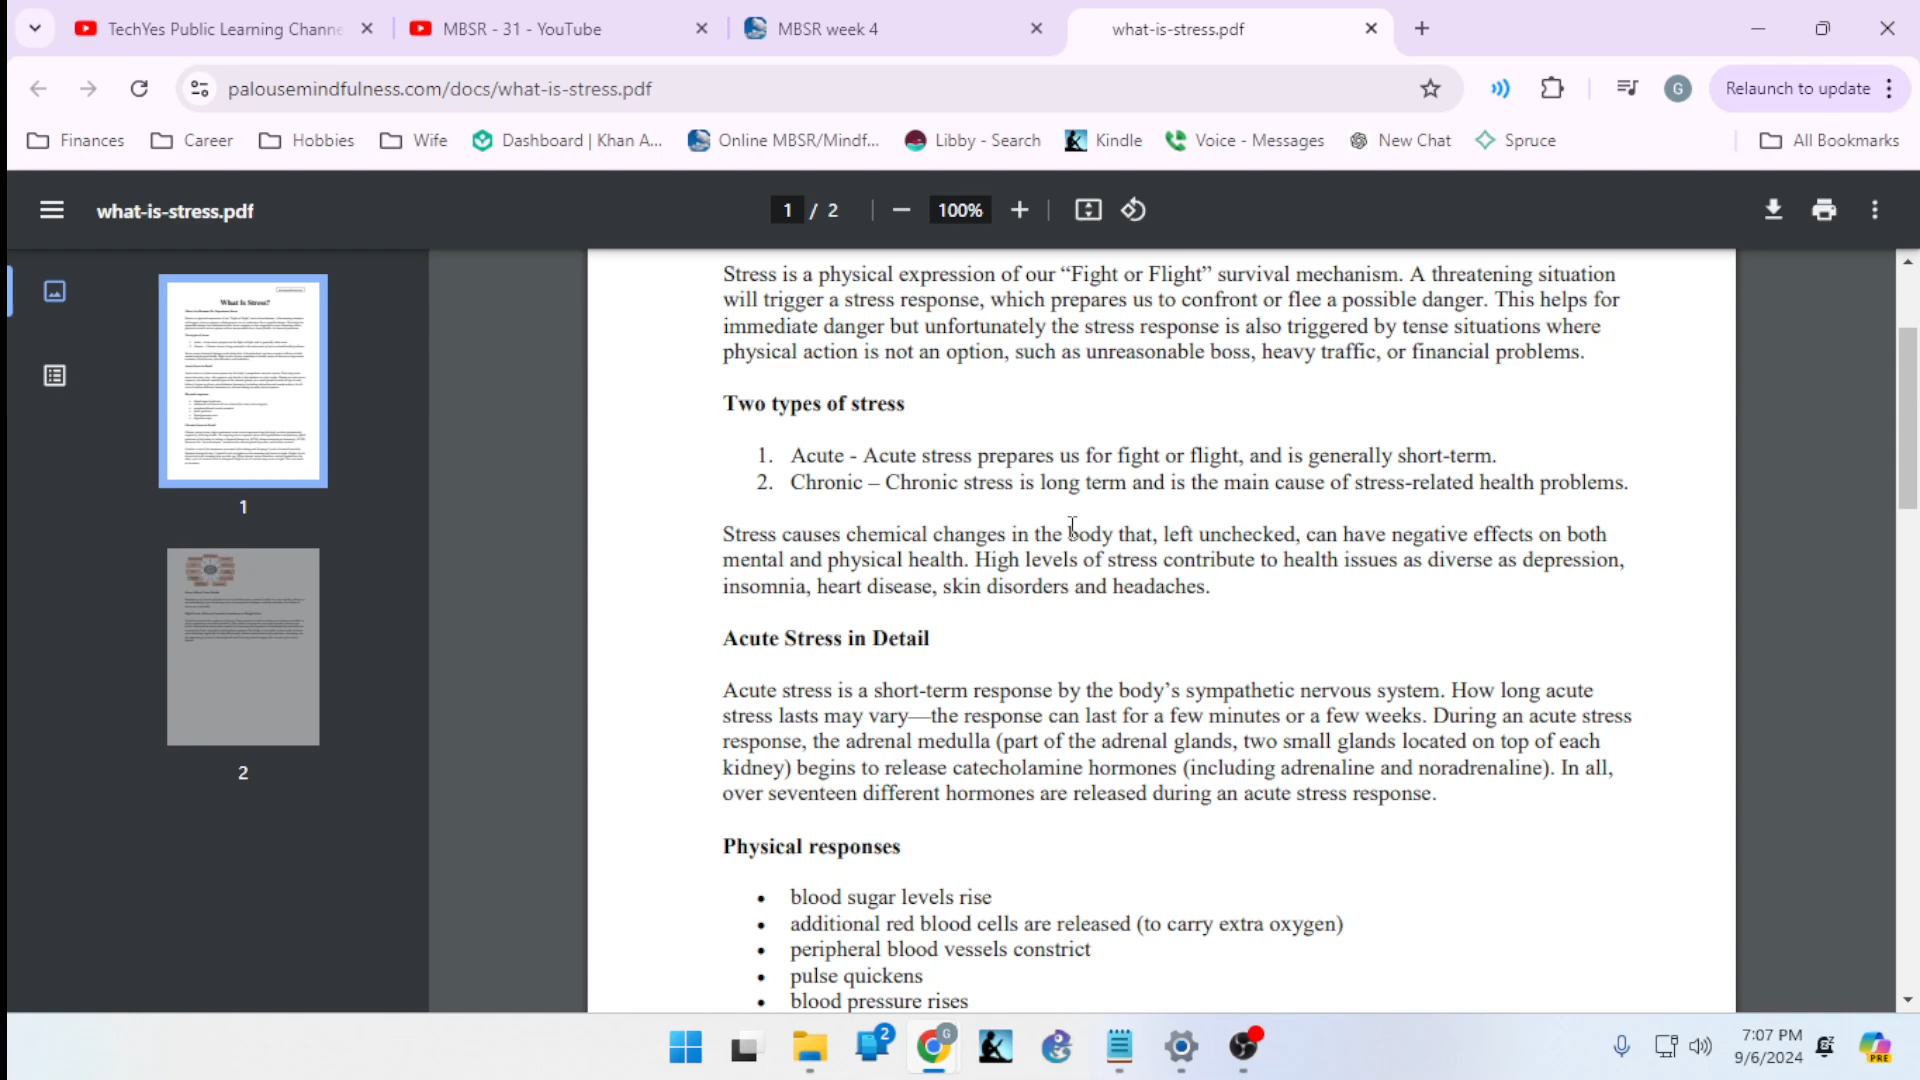 TechYes Public Learning Channe
MBSR - 31 - YouTube
MBSR week 4
what-is-stress.pdf
palousemindfulness.com/docs/what-is-stress.pdf
G
Relaunch to update
Finances
Career
Hobbies
Wife
Dashboard | Khan A...
Online MBSR/Mindf...
Libby - Search
Kindle
Voice - Messages
New Chat
Spruce
All Bookmarks
what-is-stress.pdf
1 / 2
100%
What Is Stress?
1
2
Stress is a physical expression of our “Fight or Flight” survival mechanism. A threatening situation
will trigger a stress response, which prepares us to confront or flee a possible danger. This helps for
immediate danger but unfortunately the stress response is also triggered by tense situations where
physical action is not an option, such as unreasonable boss, heavy traffic, or financial problems.
Two types of stress
1. Acute - Acute stress prepares us for fight or flight, and is generally short-term.
2. Chronic – Chronic stress is long term and is the main cause of stress-related health problems.
Stress causes chemical changes in the body that, left unchecked, can have negative effects on both
mental and physical health. High levels of stress contribute to health issues as diverse as depression,
insomnia, heart disease, skin disorders and headaches.
Acute Stress in Detail
Acute stress is a short-term response by the body’s sympathetic nervous system. How long acute
stress lasts may vary—the response can last for a few minutes or a few weeks. During an acute stress
response, the adrenal medulla (part of the adrenal glands, two small glands located on top of each
kidney) begins to release catecholamine hormones (including adrenaline and noradrenaline). In all,
over seventeen different hormones are released during an acute stress response.
Physical responses
• blood sugar levels rise
• additional red blood cells are released (to carry extra oxygen)
• peripheral blood vessels constrict
• pulse quickens
• blood pressure rises
2
G
7:07 PM
9/6/2024
PRE